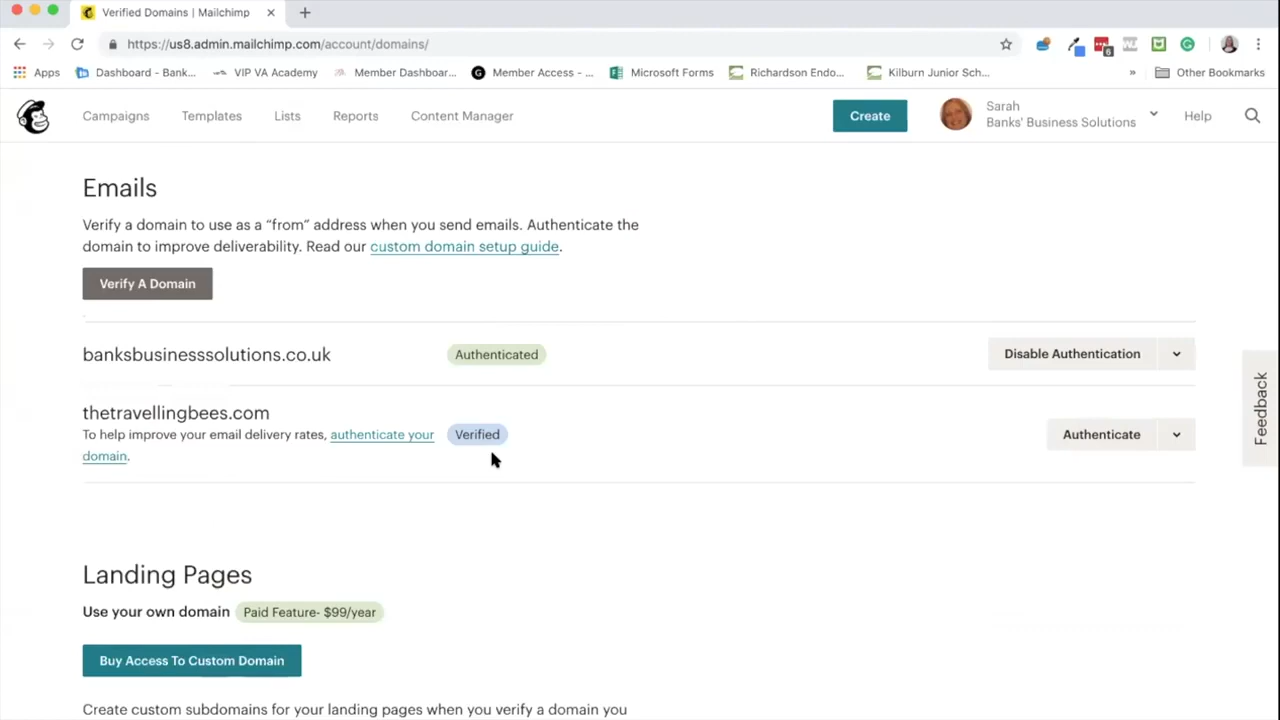 Verified Domains | Mailchimp
https://us8.admin.mailchimp.com/account/domains/
6
Apps Dashboard - Bank... VIP VA Academy Member Dashboar... Member Access - ... Microsoft Forms Richardson Endo... Kilburn Junior Sch... » Other Bookmarks
Campaigns Templates Lists Reports Content Manager Create Sarah Help
Banks' Business Solutions
Emails
Verify a domain to use as a “from” address when you send emails. Authenticate the
domain to improve deliverability. Read our custom domain setup guide.
Verify A Domain
banksbusinesssolutions.co.uk Authenticated Disable Authentication
thetravellingbees.com
To help improve your email delivery rates, authenticate your Verified Authenticate
domain.
Feedback
Landing Pages
Use your own domain Paid Feature- $99/year
Buy Access To Custom Domain
Create custom subdomains for your landing pages when you verify a domain you